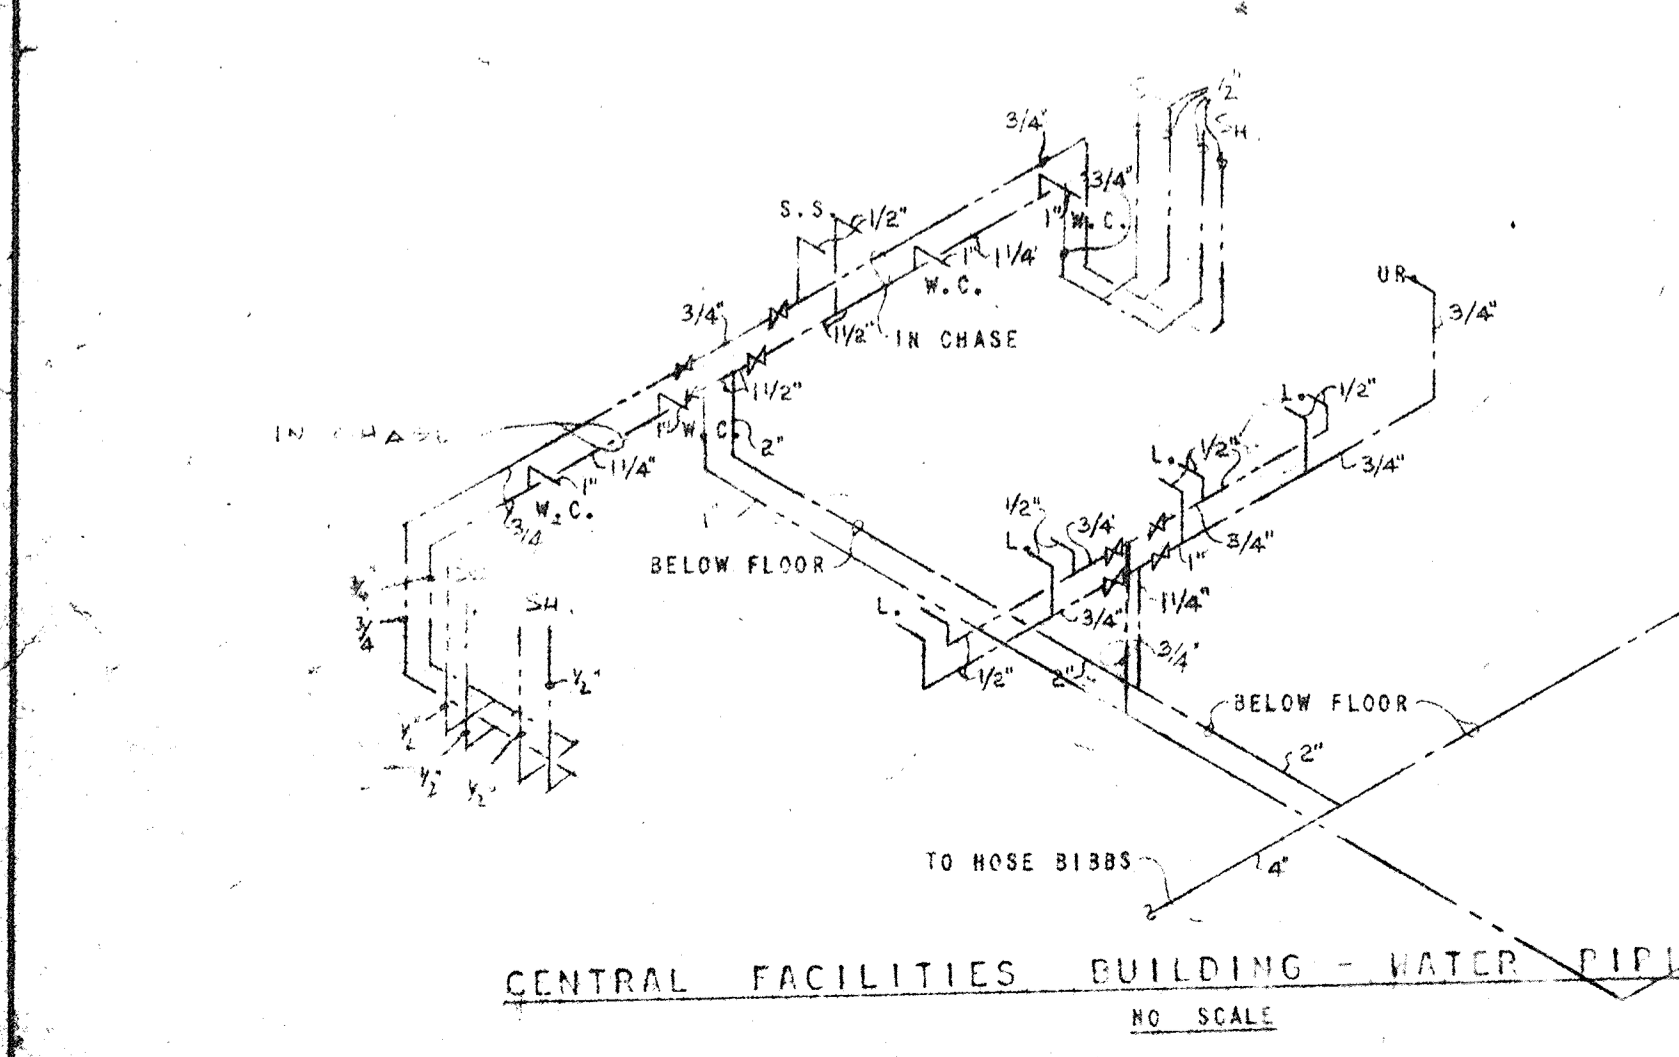 1/2"
3/4"
SH.
3/4"
S.S.
1/2"
1"
W.C.
1"
1 1/4"
W.C.
UR.
3/4"
3/4"
1 1/2"
IN CHASE
1 1/2"
L.
1/2"
IN CHASE
1"
W.C.
2"
L.
1/2"
3/4"
1 1/4"
1"
W.C.
3/4
1/2"
3/4"
L.
3/4"
1"
BELOW FLOOR
SH.
L.
3/4"
1 1/4"
3/4
3/4"
1/2"
1/2"
2"
BELOW FLOOR
2"
1/2"
1/2"
1/2"
TO HOSE BIBBS
4"
CENTRAL FACILITIES BUILDING - WATER
NO SCALE